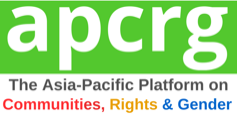 apcrg
The Asia-Pacific Platform on
Communities, Rights & Gender